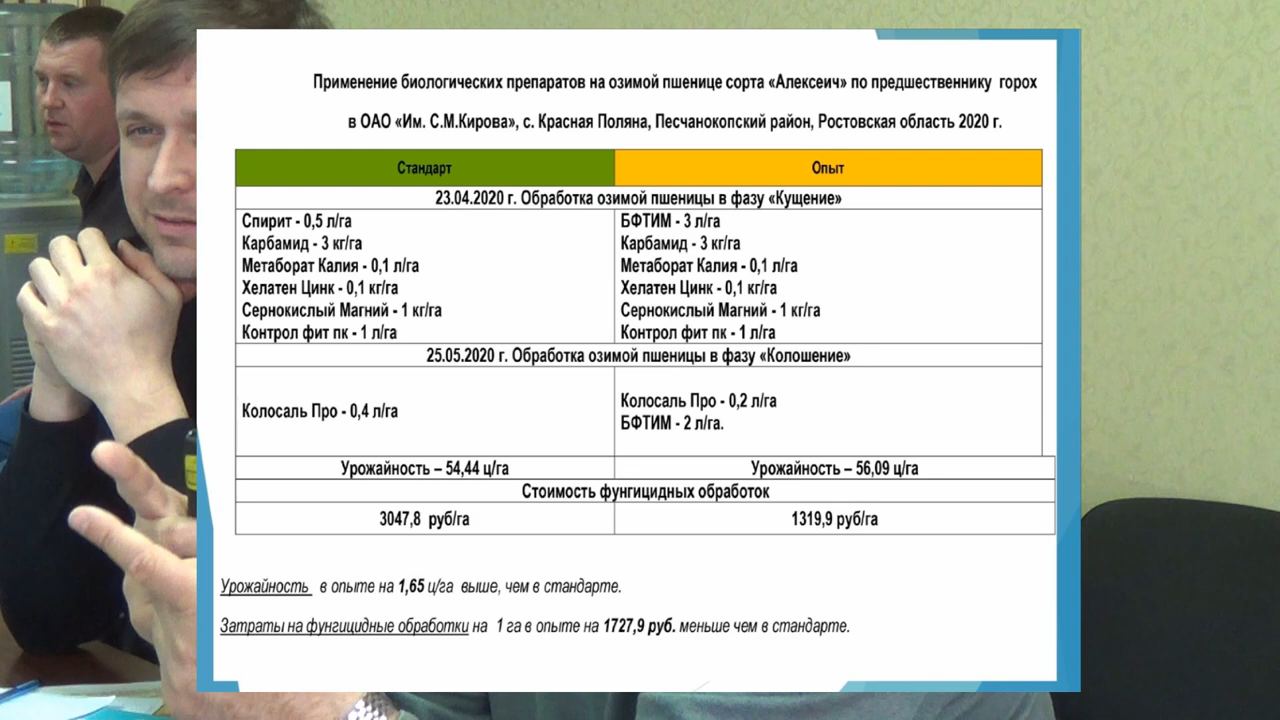 Применение биологических препаратов на озимой пшенице сорта «Алексеич» по предшественнику горох
в ОАО «Им. С.М.Кирова», с. Красная Поляна, Песчанокопский район, Ростовская область 2020 г.
Стандарт
Опыт
23.04.2020 г. Обработка озимой пшеницы в фазу «Кущение»
Спирит - 0,5 л/га
Карбамид - 3 кг/га
Метаборат Калия - 0,1 л/га
Хелатен Цинк - 0,1 кг/га
Сернокислый Магний - 1 кг/га
Контрол фит пк - 1 л/га
БФТИМ - 3 л/га
Карбамид - 3 кг/га
Метаборат Калия - 0,1 л/га
Хелатен Цинк - 0,1 кг/га
Сернокислый Магний - 1 кг/га
Контрол фит пк - 1 л/га
25.05.2020 г. Обработка озимой пшеницы в фазу «Колошение»
Колосаль Про - 0,4 л/га
Колосаль Про - 0,2 л/га
БФТИМ - 2 л/га.
Урожайность – 54,44 ц/га
Урожайность – 56,09 ц/га
Стоимость фунгицидных обработок
3047,8 руб/га
1319,9 руб/га
Урожайность в опыте на 1,65 ц/га выше, чем в стандарте.
Затраты на фунгицидные обработки на 1 га в опыте на 1727,9 руб. меньше чем в стандарте.